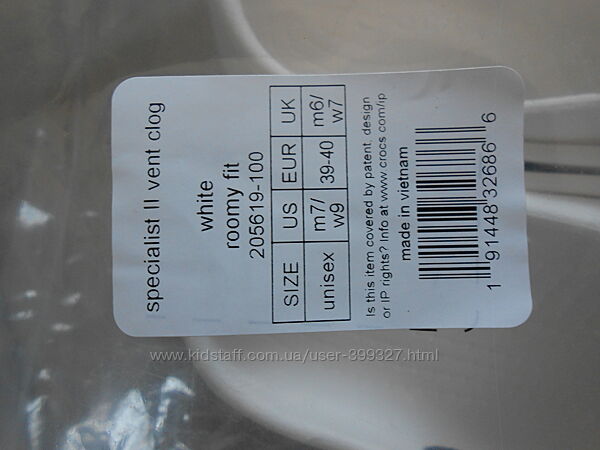 specialist II vent clog
white
roomy fit
205619-100
SIZE US EUR UK
unisex m7/ w9 39-40 m6/ w7
Is this item covered by patent, design
or IP rights? Info at www.crocs.com/ip
made in vietnam
1 91448 32686 6
www.kidstaff.com.ua/user-399327.html